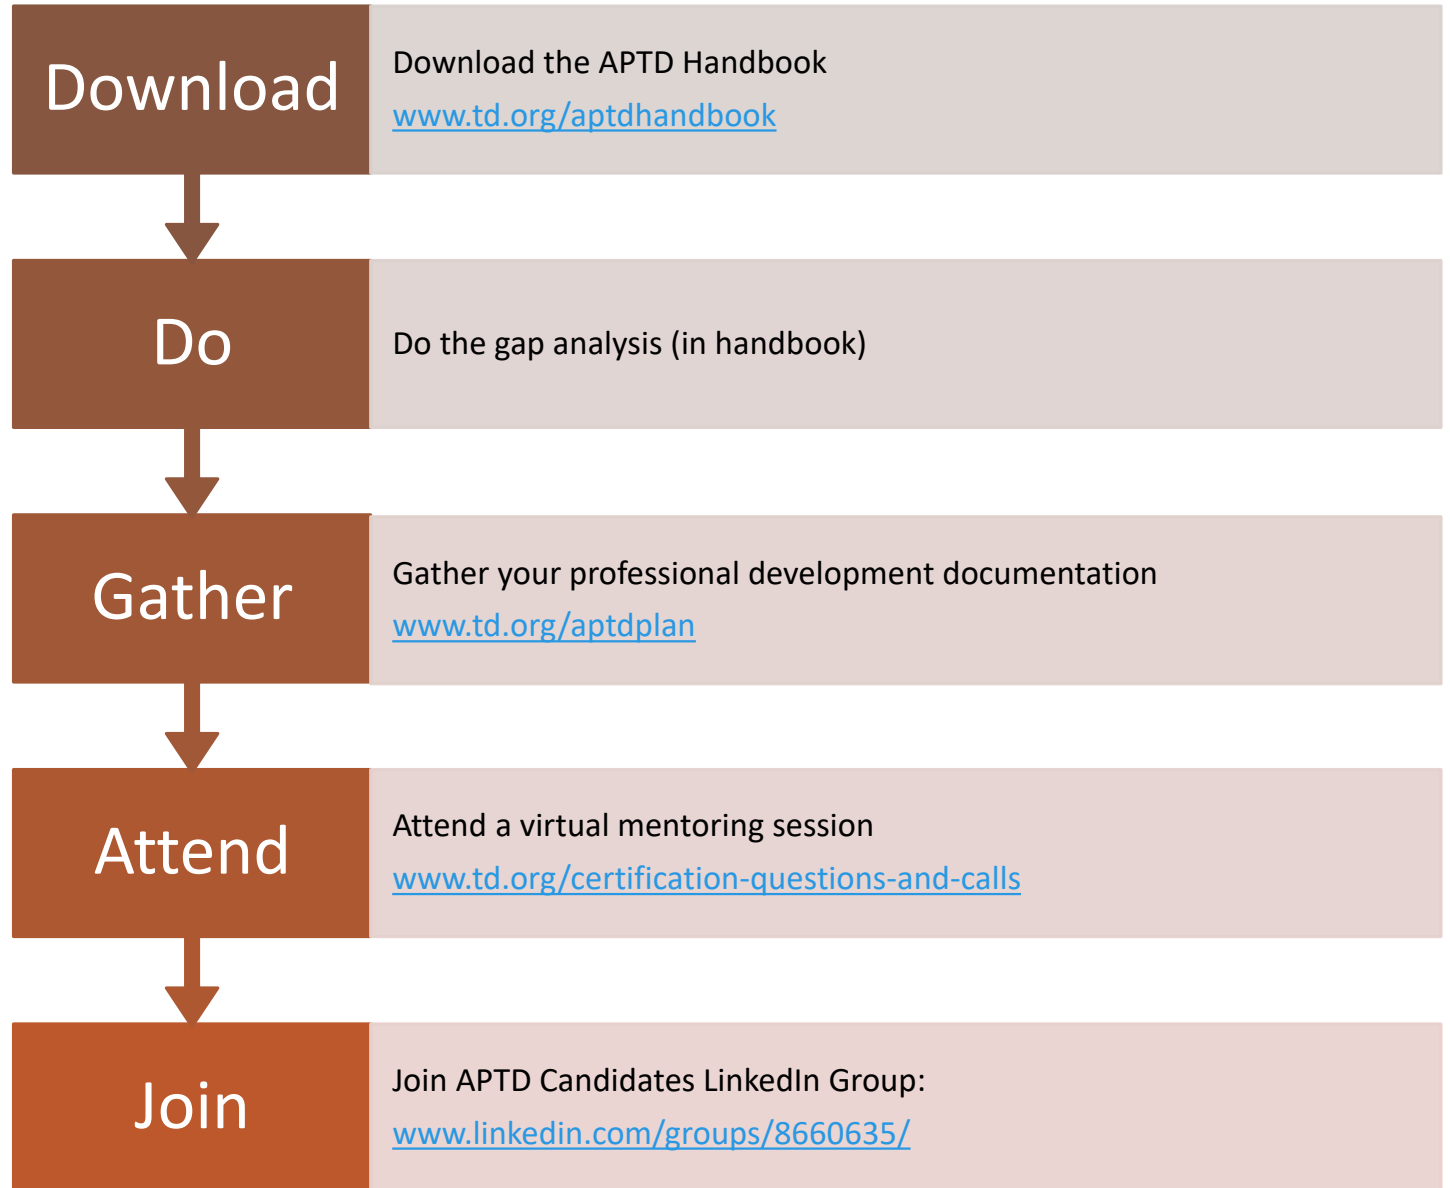 Download
Download the APTD Handbook
www.td.org/aptdhandbook
Do
Do the gap analysis (in handbook)
Gather
Gather your professional development documentation
www.td.org/aptdplan
Attend
Attend a virtual mentoring session
www.td.org/certification-questions-and-calls
Join
Join APTD Candidates LinkedIn Group:
www.linkedin.com/groups/8660635/